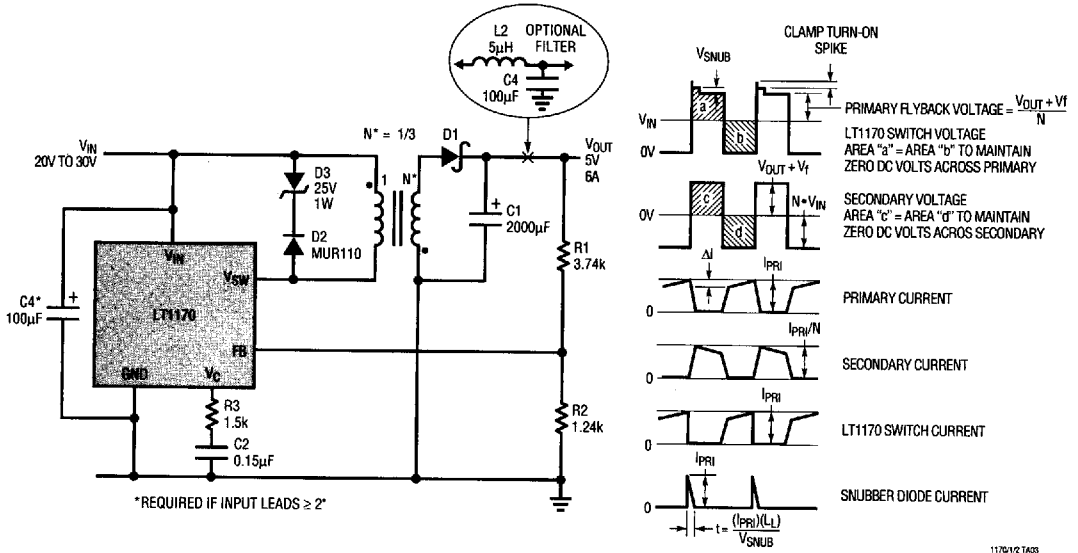 L2
5µH
OPTIONAL
FILTER
C4
100µF
VIN
20V TO 30V
D3
25V
1W
D2
MUR110
N* = 1/3
1
N*
D1
VOUT
5V
6A
+
C1
2000µF
R1
3.74k
R2
1.24k
VIN
VSW
LT1170
FB
GND
VC
C4*
100µF
+
R3
1.5k
C2
0.15µF
*REQUIRED IF INPUT LEADS ≥ 2"
CLAMP TURN-ON
SPIKE
VSNUB
a
b
VIN
0V
PRIMARY FLYBACK VOLTAGE = VOUT + Vf
N
LT1170 SWITCH VOLTAGE
AREA "a" = AREA "b" TO MAINTAIN
ZERO DC VOLTS ACROSS PRIMARY
VOUT + Vf
c
d
0V
N • VIN
SECONDARY VOLTAGE
AREA "c" = AREA "d" TO MAINTAIN
ZERO DC VOLTS ACROS SECONDARY
ΔI
IPRI
0
PRIMARY CURRENT
IPRI/N
0
SECONDARY CURRENT
IPRI
0
LT1170 SWITCH CURRENT
IPRI
0
SNUBBER DIODE CURRENT
t = (IPRI)(LL)
VSNUB
1170/1/2 TA03